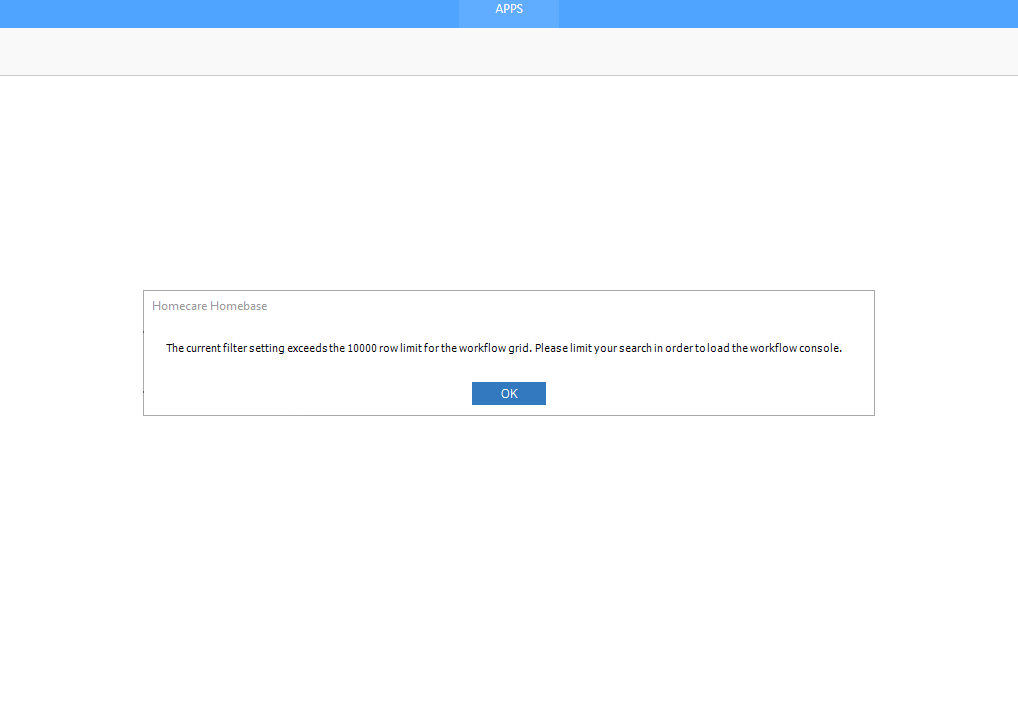 APPS
Homecare Homebase
The current filter setting exceeds the 10000 row limit for the workflow grid. Please limit your search in order to load the workflow console.
OK